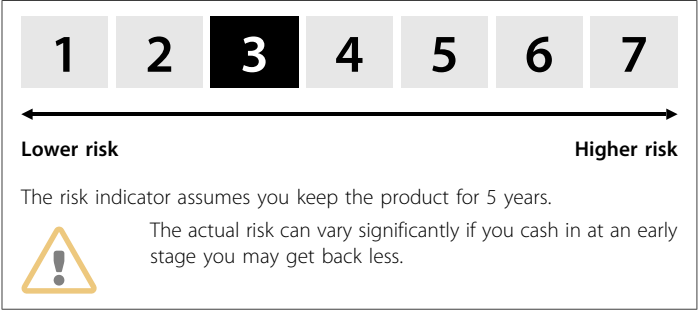 1 2 3 4 5 6 7
Lower risk Higher risk
The risk indicator assumes you keep the product for 5 years.
The actual risk can vary significantly if you cash in at an early
stage you may get back less.